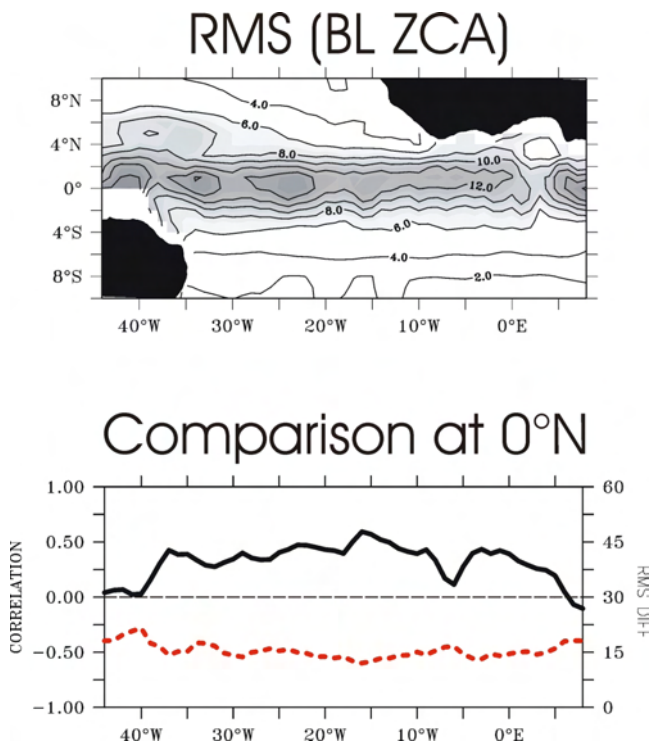 RMS (BL ZCA)
8°N
4°N
0°
4°S
8°S
4.0
6.0
8.0
10.0
12.0
8.0
6.0
4.0
2.0
40°W 30°W 20°W 10°W 0°E
Comparison at 0°N
1.00
0.50
0.00
−0.50
−1.00
CORRELATION
60
45
30
15
0
RMS DIFF
40°W 30°W 20°W 10°W 0°E